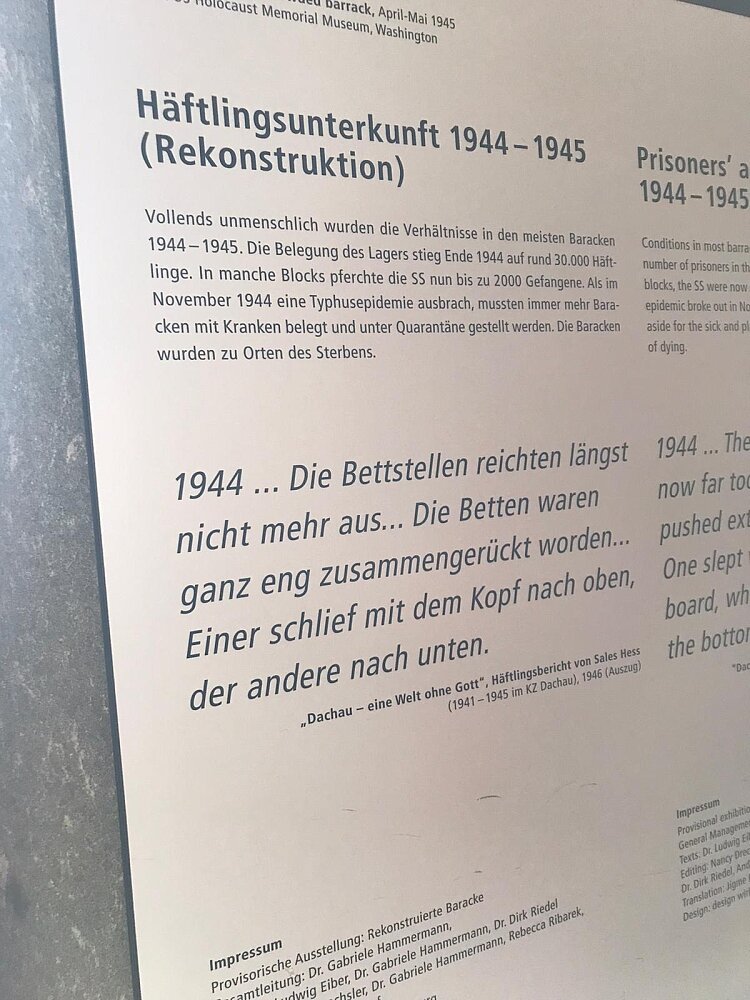 Barrack, April-Mai 1945
Holocaust Memorial Museum, Washington
Häftlingsunterkunft 1944 – 1945
(Rekonstruktion)
Vollends unmenschlich wurden die Verhältnisse in den meisten Baracken
1944 – 1945. Die Belegung des Lagers stieg Ende 1944 auf rund 30.000 Häft-
linge. In manche Blocks pferchte die SS nun bis zu 2000 Gefangene. Als im
November 1944 eine Typhusepidemie ausbrach, mussten immer mehr Bara-
cken mit Kranken belegt und unter Quarantäne gestellt werden. Die Baracken
wurden zu Orten des Sterbens.
1944 ... Die Bettstellen reichten längst
nicht mehr aus... Die Betten waren
ganz eng zusammengerückt worden...
Einer schlief mit dem Kopf nach oben,
der andere nach unten.
„Dachau – eine Welt ohne Gott“, Häftlingsbericht von Sales Hess
(1941 – 1945 im KZ Dachau), 1946 (Auszug)
Impressum
Provisorische Ausstellung: Rekonstruierte Baracke
Gesamtleitung: Dr. Gabriele Hammermann,
Ludwig Eiber, Dr. Gabriele Hammermann, Dr. Dirk Riedel
Dr. Gabriele Hammermann, Rebecca Ribarek,
Prisoners’ a
1944 – 1945
Conditions in most barra
number of prisoners in th
blocks, the SS were now
epidemic broke out in No
aside for the sick and pl
of dying.
1944 ... The
now far too
pushed ext
One slept
board, wh
the bottom
"Dac
Impressum
Provisional exhibitio
General Manageme
Texts: Dr. Ludwig Ei
Editing: Nancy Drec
Dr. Dirk Riedel, And
Translation: Jigme
Design: design wir